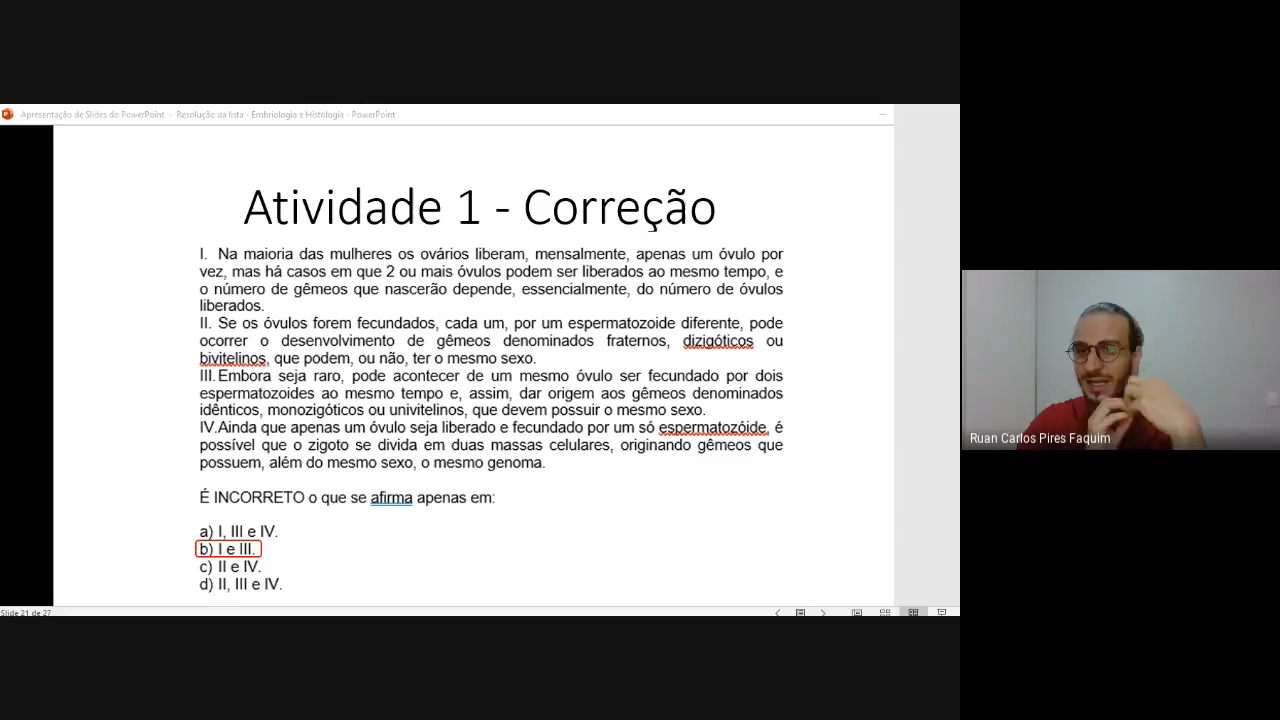 Apresentação de Slides do PowerPoint - Resolução da lista - Embriologia e Histologia - PowerPoint
Atividade 1 - Correção
I. Na maioria das mulheres os ovários liberam, mensalmente, apenas um óvulo por
vez, mas há casos em que 2 ou mais óvulos podem ser liberados ao mesmo tempo, e
o número de gêmeos que nascerão depende, essencialmente, do número de óvulos
liberados.
II. Se os óvulos forem fecundados, cada um, por um espermatozoide diferente, pode
ocorrer o desenvolvimento de gêmeos denominados fraternos, dizigóticos ou
bivitelinos, que podem, ou não, ter o mesmo sexo.
III. Embora seja raro, pode acontecer de um mesmo óvulo ser fecundado por dois
espermatozoides ao mesmo tempo e, assim, dar origem aos gêmeos denominados
idênticos, monozigóticos ou univitelinos, que devem possuir o mesmo sexo.
IV.Ainda que apenas um óvulo seja liberado e fecundado por um só espermatozóide, é
possível que o zigoto se divida em duas massas celulares, originando gêmeos que
possuem, além do mesmo sexo, o mesmo genoma.
É INCORRETO o que se afirma apenas em:
a) I, III e IV.
b) I e III.
c) II e IV.
d) II, III e IV.
Slide 21 de 27
Ruan Carlos Pires Faquim